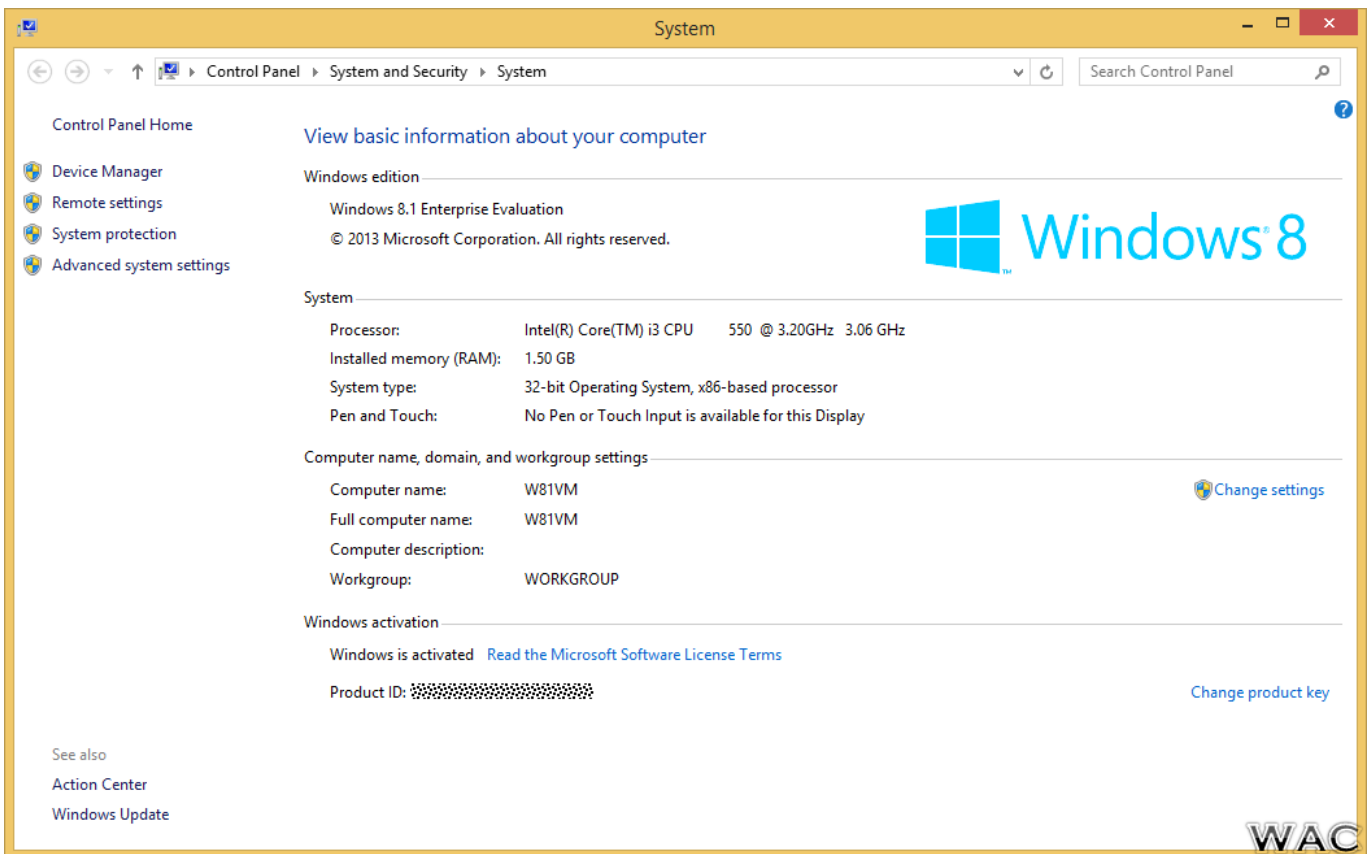 System
Control Panel System and Security System
Search Control Panel
Control Panel Home
Device Manager
Remote settings
System protection
Advanced system settings
View basic information about your computer
Windows edition
Windows 8.1 Enterprise Evaluation
© 2013 Microsoft Corporation. All rights reserved.
Windows® 8
TM
System
Processor: Intel(R) Core(TM) i3 CPU 550 @ 3.20GHz 3.06 GHz
Installed memory (RAM): 1.50 GB
System type: 32-bit Operating System, x86-based processor
Pen and Touch: No Pen or Touch Input is available for this Display
Computer name, domain, and workgroup settings
Computer name: W81VM
Change settings
Full computer name: W81VM
Computer description:
Workgroup: WORKGROUP
Windows activation
Windows is activated Read the Microsoft Software License Terms
Product ID:
Change product key
See also
Action Center
Windows Update
WAC